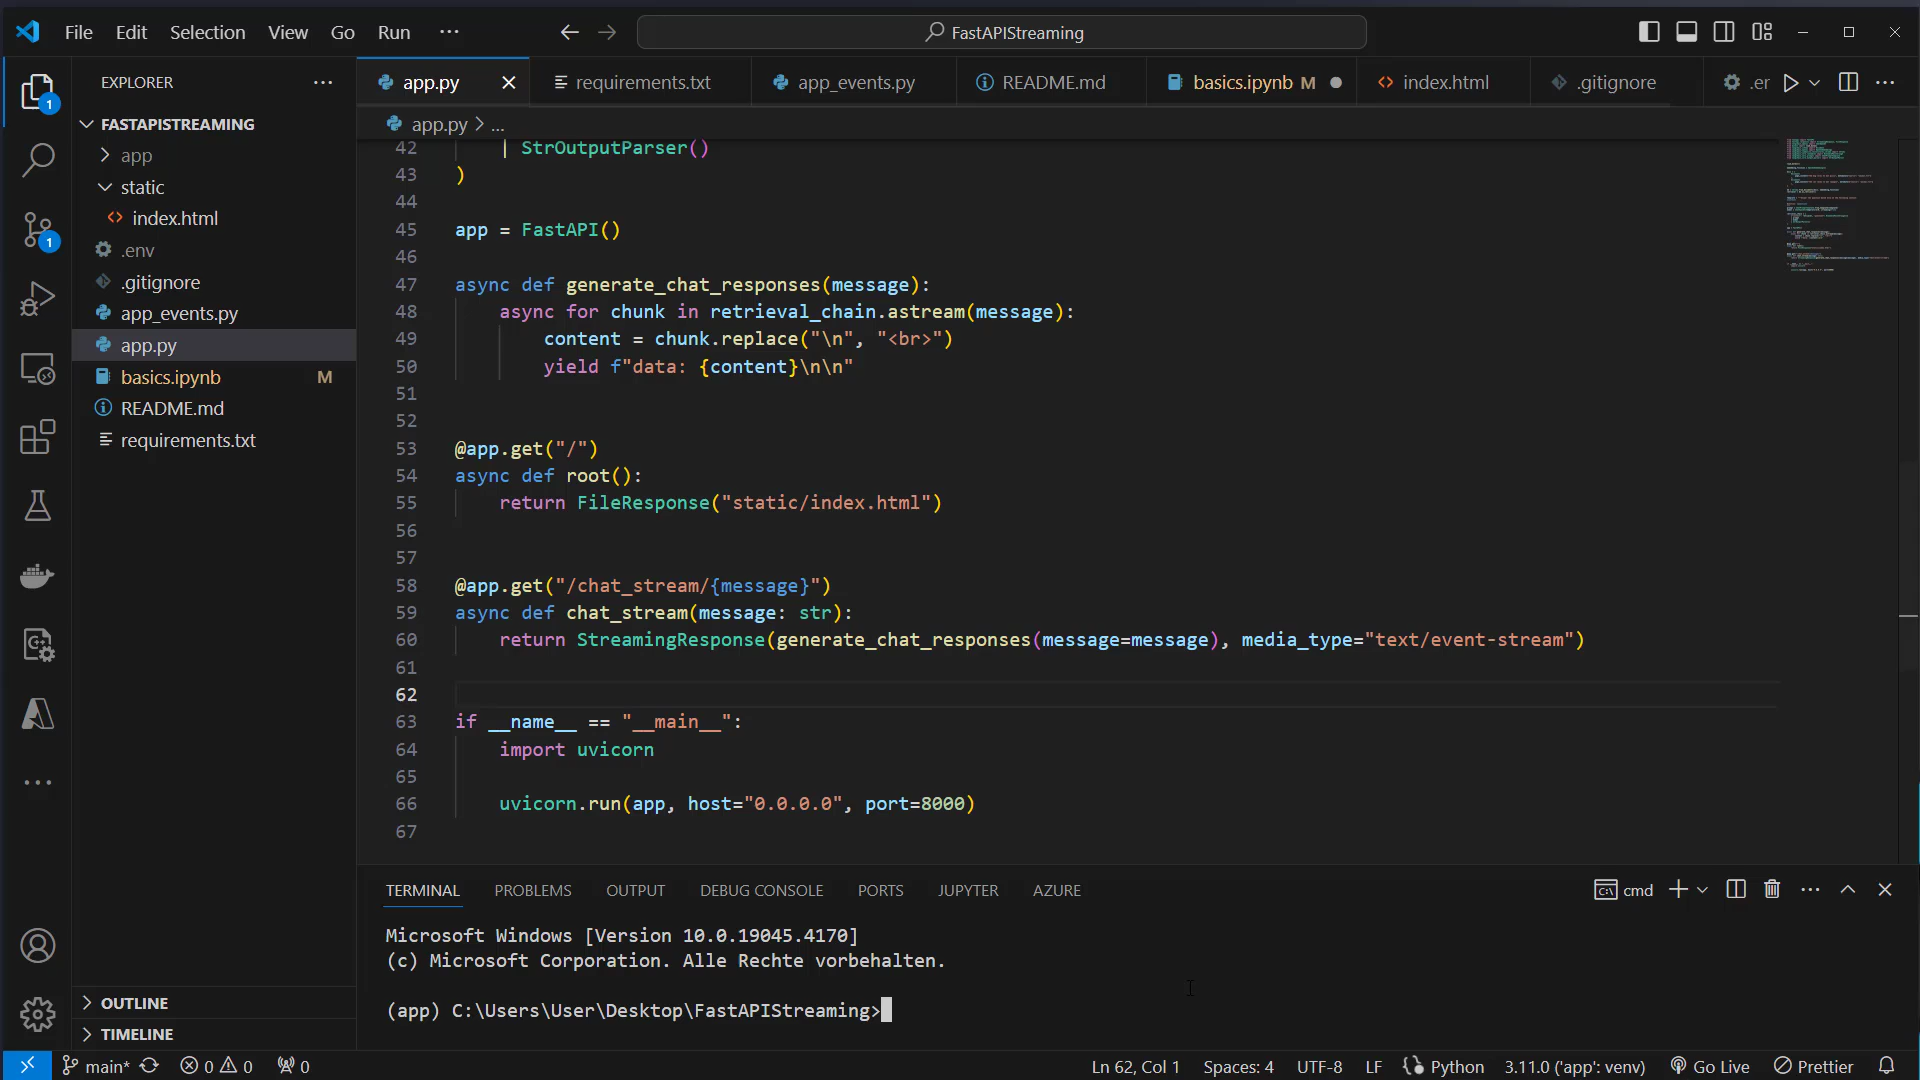 File Edit Selection View Go Run ···
FastAPIStreaming
EXPLORER
app.py
requirements.txt
app_events.py
README.md
basics.ipynb M
index.html
.gitignore
.er
FASTAPISTREAMING
app
static
index.html
.env
.gitignore
app_events.py
app.py
basics.ipynb M
README.md
requirements.txt
OUTLINE
TIMELINE
1
1
app.py > ...
42 | StrOutputParser()
43 )
44
45 app = FastAPI()
46
47 async def generate_chat_responses(message):
48 async for chunk in retrieval_chain.astream(message):
49 content = chunk.replace("\n", "<br>")
50 yield f"data: {content}\n\n"
51
52
53 @app.get("/")
54 async def root():
55 return FileResponse("static/index.html")
56
57
58 @app.get("/chat_stream/{message}")
59 async def chat_stream(message: str):
60 return StreamingResponse(generate_chat_responses(message=message), media_type="text/event-stream")
61
62
63 if __name__ == "__main__":
64 import uvicorn
65
66 uvicorn.run(app, host="0.0.0.0", port=8000)
67
TERMINAL PROBLEMS OUTPUT DEBUG CONSOLE PORTS JUPYTER AZURE
cmd
Microsoft Windows [Version 10.0.19045.4170]
(c) Microsoft Corporation. Alle Rechte vorbehalten.
(app) C:\Users\User\Desktop\FastAPIStreaming>
main* 0 0 0
Ln 62, Col 1 Spaces: 4 UTF-8 LF Python 3.11.0 ('app': venv) Go Live Prettier